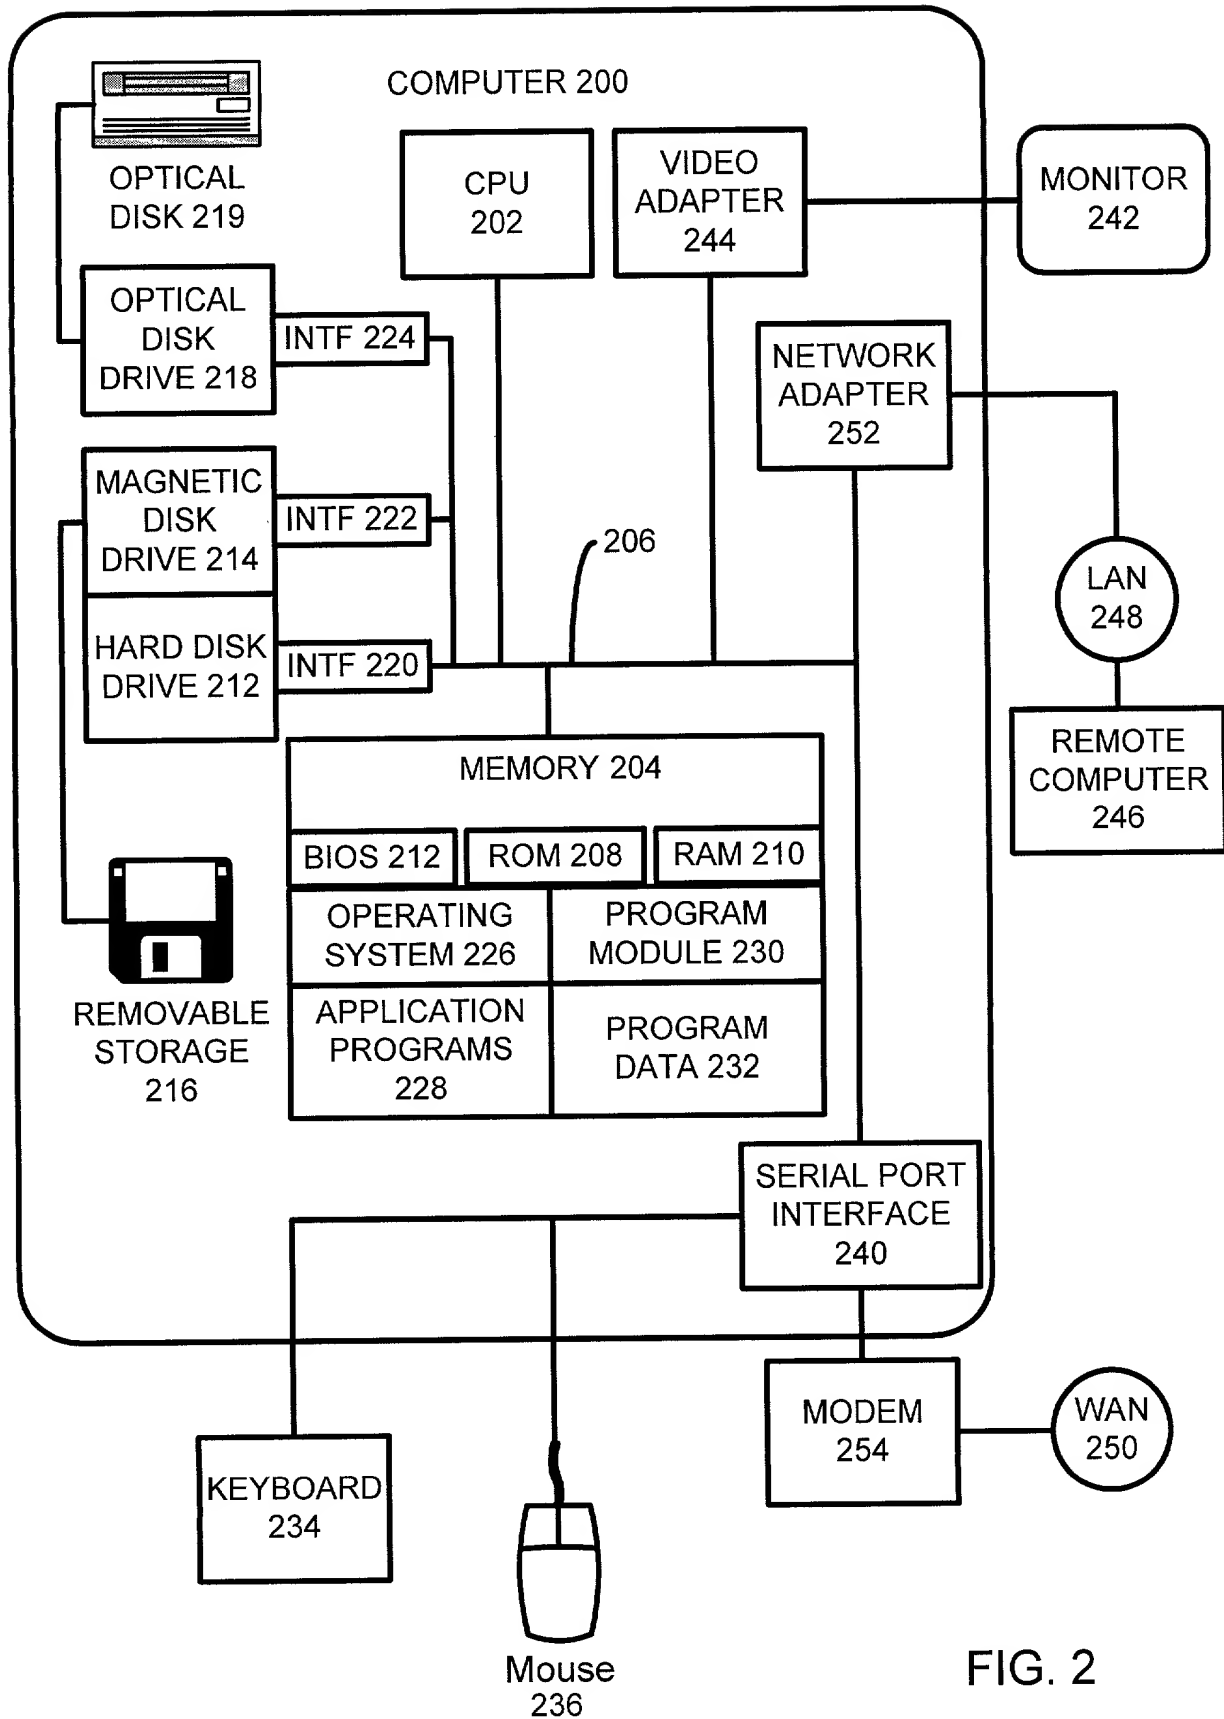 COMPUTER 200
OPTICAL
DISK 219
CPU
202
VIDEO
ADAPTER
244
MONITOR
242
OPTICAL
DISK
DRIVE 218
INTF 224
NETWORK
ADAPTER
252
MAGNETIC
DISK
DRIVE 214
INTF 222
206
LAN
248
HARD DISK
DRIVE 212
INTF 220
REMOTE
COMPUTER
246
MEMORY 204
BIOS 212
ROM 208
RAM 210
OPERATING
SYSTEM 226
PROGRAM
MODULE 230
REMOVABLE
STORAGE
216
APPLICATION
PROGRAMS
228
PROGRAM
DATA 232
SERIAL PORT
INTERFACE
240
MODEM
254
WAN
250
KEYBOARD
234
Mouse
236
FIG. 2